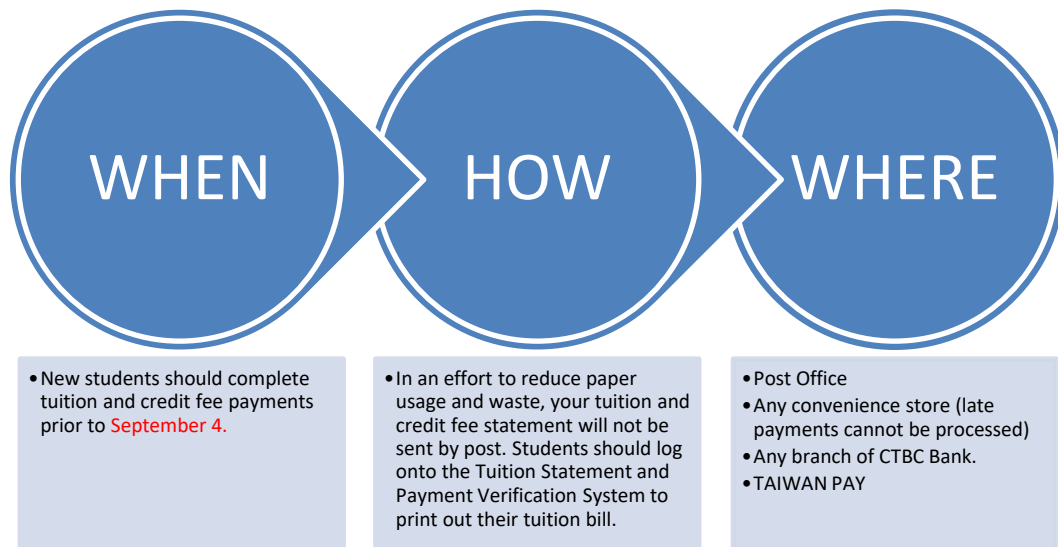 WHEN
HOW
WHERE
•New students should complete
tuition and credit fee payments
prior to September 4.
•In an effort to reduce paper
usage and waste, your tuition and
credit fee statement will not be
sent by post. Students should log
onto the Tuition Statement and
Payment Verification System to
print out their tuition bill.
•Post Office
•Any convenience store (late
payments cannot be processed)
•Any branch of CTBC Bank.
•TAIWAN PAY